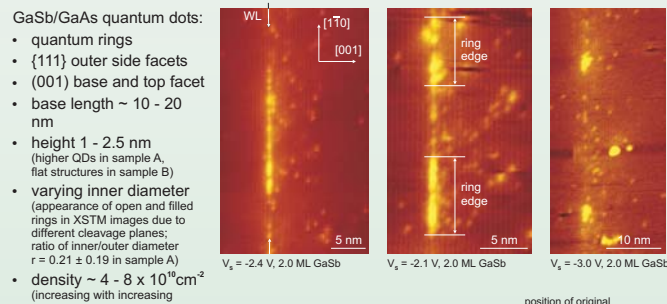 GaSb/GaAs quantum dots:
• quantum rings
• {111} outer side facets
• (001) base and top facet
• base length ~ 10 - 20
nm
• height 1 - 2.5 nm
(higher QDs in sample A,
flat structures in sample B)
• varying inner diameter
(appearance of open and filled
rings in XSTM images due to
different cleavage planes;
ratio of inner/outer diameter
r = 0.21 ± 0.19 in sample A)
• density ~ 4 - 8 x 10¹⁰cm⁻²
(increasing with increasing
WL
[11̄0]
[001]
5 nm
Vₛ = -2.4 V, 2.0 ML GaSb
ring
edge
ring
edge
5 nm
Vₛ = -2.1 V, 2.0 ML GaSb
10 nm
Vₛ = -3.0 V, 2.0 ML GaSb
position of original